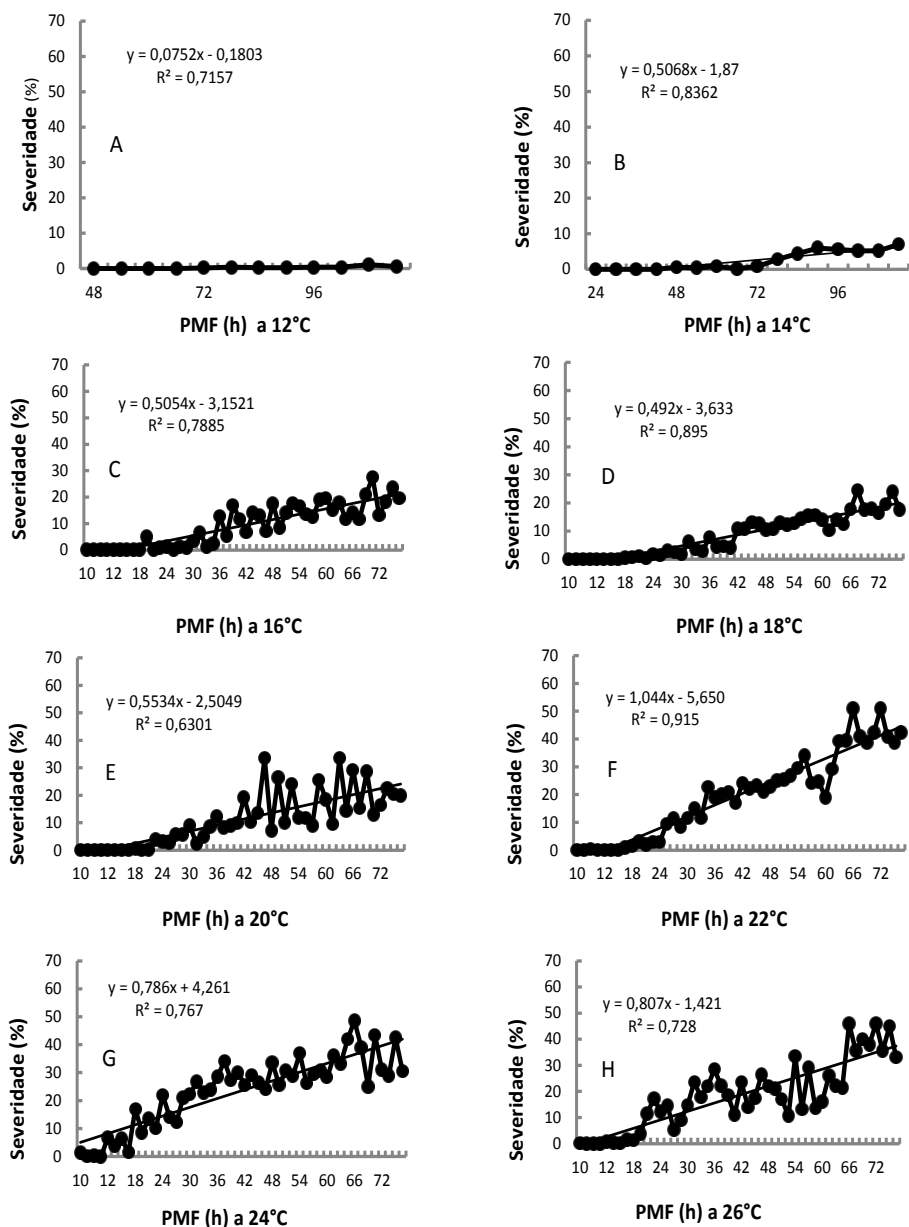 70
60
50
40
30
20
10
0
Severidade (%)
y = 0,0752x - 0,1803
R² = 0,7157
A
48 72 96
PMF (h) a 12°C
70
60
50
40
30
20
10
0
Severidade (%)
y = 0,5068x - 1,87
R² = 0,8362
B
24 48 72 96
PMF (h) a 14°C
70
60
50
40
30
20
10
0
Severidade (%)
y = 0,5054x - 3,1521
R² = 0,7885
C
10 12 18 24 30 36 42 48 54 60 66 72
PMF (h) a 16°C
70
60
50
40
30
20
10
0
Severidade (%)
y = 0,492x - 3,633
R² = 0,895
D
10 12 18 24 30 36 42 48 54 60 66 72
PMF (h) a 18°C
70
60
50
40
30
20
10
0
Severidade (%)
y = 0,5534x - 2,5049
R² = 0,6301
E
10 12 18 24 30 36 42 48 54 60 66 72
PMF (h) a 20°C
70
60
50
40
30
20
10
0
Severidade (%)
y = 1,044x - 5,650
R² = 0,915
F
10 12 18 24 30 36 42 48 54 60 66 72
PMF (h) a 22°C
70
60
50
40
30
20
10
0
Severidade (%)
y = 0,786x + 4,261
R² = 0,767
G
10 12 18 24 30 36 42 48 54 60 66 72
PMF (h) a 24°C
70
60
50
40
30
20
10
0
Severidade (%)
y = 0,807x - 1,421
R² = 0,728
H
10 12 18 24 30 36 42 48 54 60 66 72
PMF (h) a 26°C